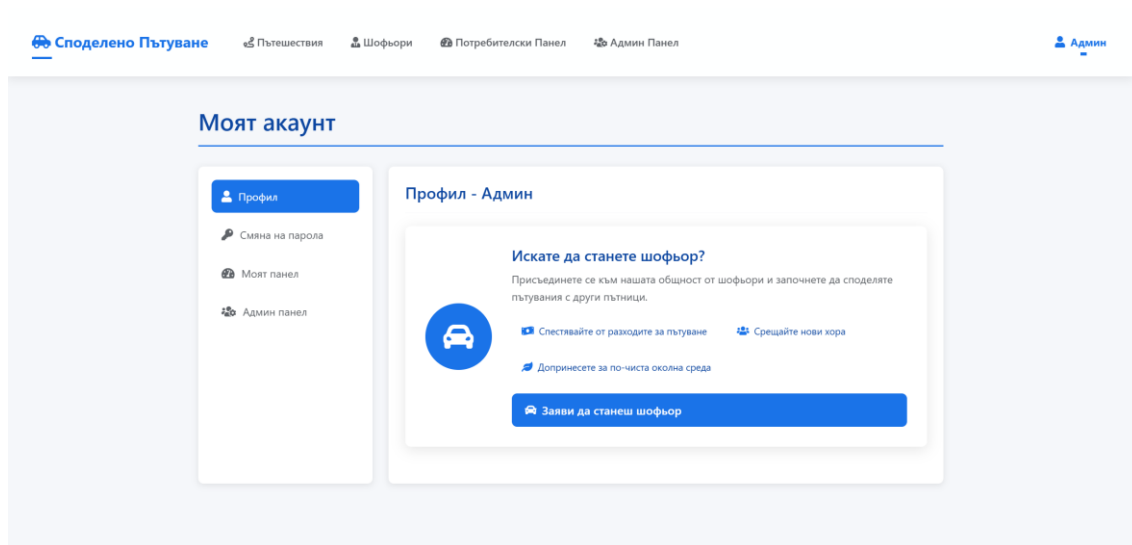 Споделено Пътуване
Пътешествия
Шофьори
Потребителски Панел
Админ Панел
Админ
Моят акаунт
Профил
Смяна на парола
Моят панел
Админ панел
Профил - Админ
Искате да станете шофьор?
Присъединете се към нашата общност от шофьори и започнете да споделяте
пътувания с други пътници.
Спестявайте от разходите за пътуване
Срещайте нови хора
Допринесете за по-чиста околна среда
Заяви да станеш шофьор